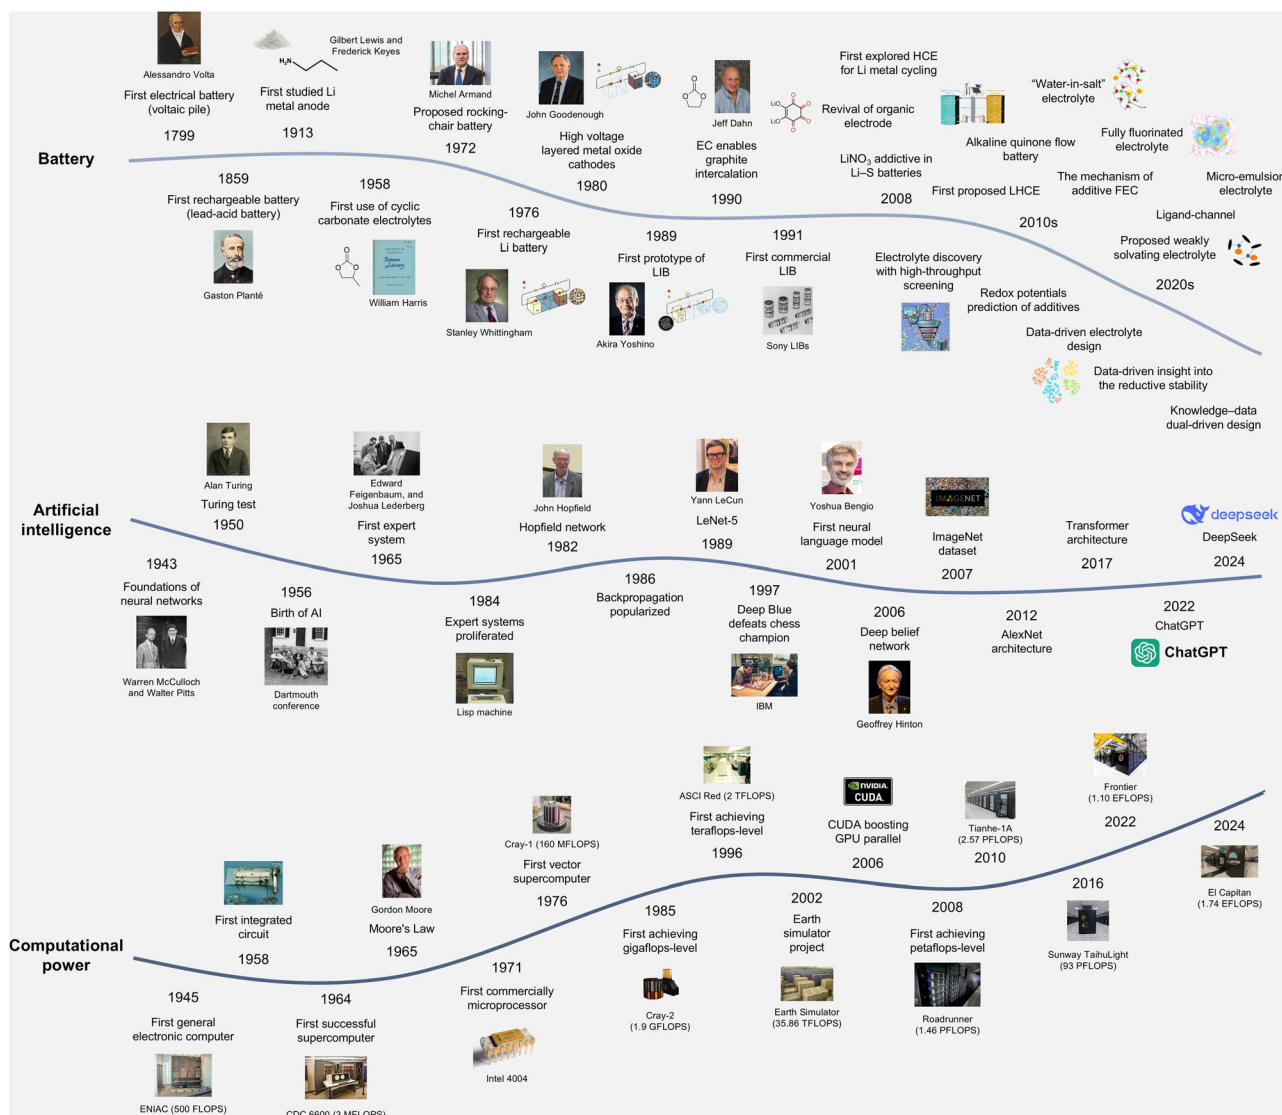 Battery
Alessandro Volta
First electrical battery
(voltaic pile)
1799
H₂N
Gilbert Lewis and
Frederick Keyes
First studied Li
metal anode
1913
Michel Armand
Proposed rocking-
chair battery
1972
John Goodenough
High voltage
layered metal oxide
cathodes
1980
Jeff Dahn
EC enables
graphite
intercalation
1990
First explored HCE
for Li metal cycling
Revival of organic
electrode
LiNO₃ addictive in
Li–S batteries
2008
Alkaline quinone flow
battery
First proposed LHCE
2010s
"Water-in-salt"
electrolyte
Fully fluorinated
electrolyte
The mechanism of
additive FEC
Micro-emulsion
electrolyte
Ligand-channel
Proposed weakly
solvating electrolyte
2020s
1859
First rechargeable battery
(lead-acid battery)
Gaston Planté
1958
First use of cyclic
carbonate electrolytes
William Harris
1976
First rechargeable
Li battery
Stanley Whittingham
1989
First prototype of
LIB
Akira Yoshino
1991
First commercial
LIB
Sony LIBs
Electrolyte discovery
with high-throughput
screening
Redox potentials
prediction of additives
Data-driven electrolyte
design
Data-driven insight into
the reductive stability
Knowledge–data
dual-driven design
Artificial
intelligence
Alan Turing
Turing test
1950
Edward
Feigenbaum, and
Joshua Lederberg
First expert
system
1965
John Hopfield
Hopfield network
1982
Yann LeCun
LeNet-5
1989
Yoshua Bengio
First neural
language model
2001
IMAGENET
ImageNet
dataset
2007
Transformer
architecture
2017
deepseek
DeepSeek
2024
1943
Foundations of
neural networks
Warren McCulloch
and Walter Pitts
1956
Birth of AI
Dartmouth
conference
1984
Expert systems
proliferated
Lisp machine
1986
Backpropagation
popularized
1997
Deep Blue
defeats chess
champion
IBM
2006
Deep belief
network
Geoffrey Hinton
2012
AlexNet
architecture
2022
ChatGPT
ChatGPT
Computational
power
First integrated
circuit
1958
Gordon Moore
Moore's Law
1965
Cray-1 (160 MFLOPS)
First vector
supercomputer
1976
ASCI Red (2 TFLOPS)
First achieving
teraflops-level
1996
NVIDIA.
CUDA.
CUDA boosting
GPU parallel
2006
Tianhe-1A
(2.57 PFLOPS)
2010
Frontier
(1.10 EFLOPS)
2022
2024
El Capitan
(1.74 EFLOPS)
1945
First general
electronic computer
ENIAC (500 FLOPS)
1964
First successful
supercomputer
CDC 6600 (3 MFLOPS)
1971
First commercially
microprocessor
Intel 4004
1985
First achieving
gigaflops-level
Cray-2
(1.9 GFLOPS)
2002
Earth
simulator
project
Earth Simulator
(35.86 TFLOPS)
2008
First achieving
petaflops-level
Roadrunner
(1.46 PFLOPS)
2016
Sunway TaihuLight
(93 PFLOPS)